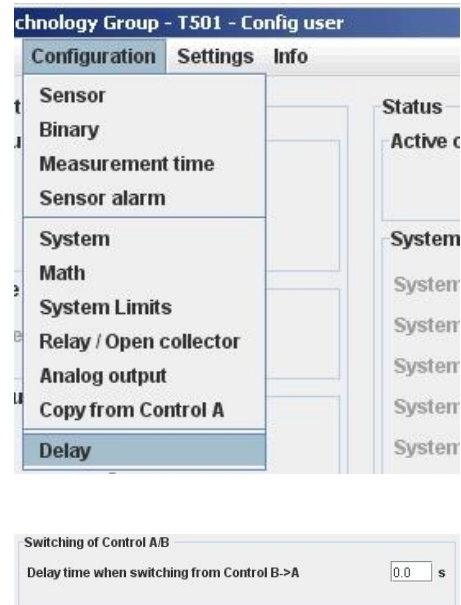 chnology Group - T501 - Config user
Configuration Settings Info
Sensor
Binary
Measurement time
Sensor alarm
System
Math
System Limits
Relay / Open collector
Analog output
Copy from Control A
Delay
Status
Active
System
System
System
System
System
System
Switching of Control A/B
Delay time when switching from Control B->A 0.0 s